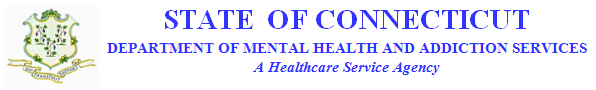 STATE OF CONNECTICUT
DEPARTMENT OF MENTAL HEALTH AND ADDICTION SERVICES
A Healthcare Service Agency